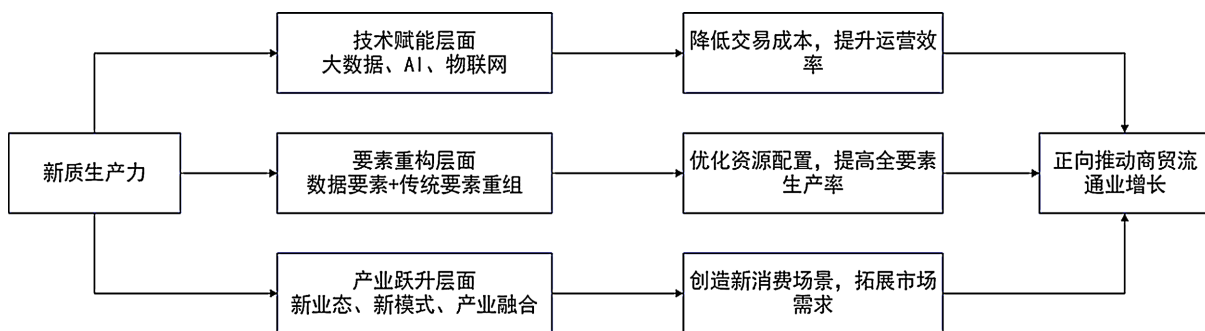 技术赋能层面
大数据、AI、物联网
降低交易成本，提升运营效
率
新质生产力
要素重构层面
数据要素+传统要素重组
优化资源配置，提高全要素
生产率
正向推动商贸流
通业增长
产业跃升层面
新业态、新模式、产业融合
创造新消费场景，拓展市场
需求